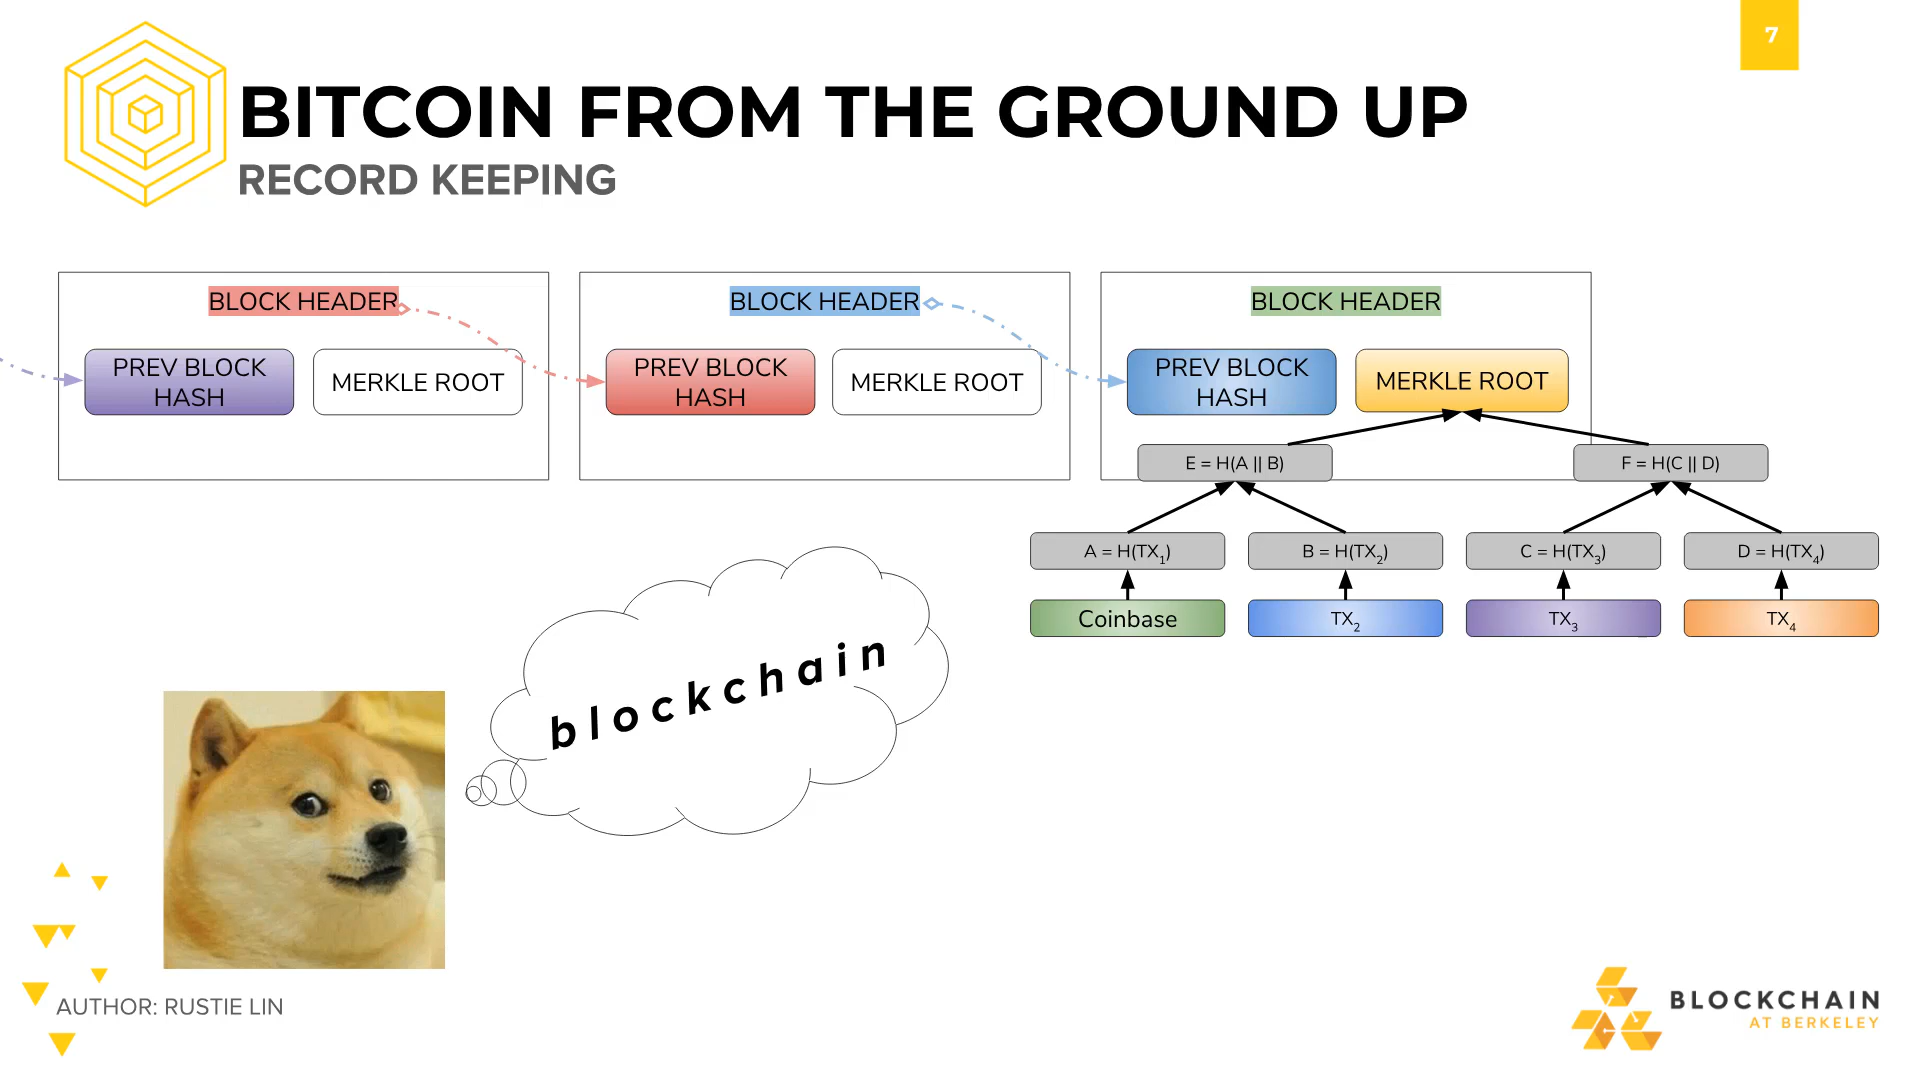 7
BITCOIN FROM THE GROUND UP
RECORD KEEPING
BLOCK HEADER
PREV BLOCK
HASH
MERKLE ROOT
BLOCK HEADER
PREV BLOCK
HASH
MERKLE ROOT
BLOCK HEADER
PREV BLOCK
HASH
MERKLE ROOT
E = H(A || B)
F = H(C || D)
A = H(TX₁)
B = H(TX₂)
C = H(TX₃)
D = H(TX₄)
Coinbase
TX₂
TX₃
TX₄
blockchain
AUTHOR: RUSTIE LIN
BLOCKCHAIN
AT BERKELEY